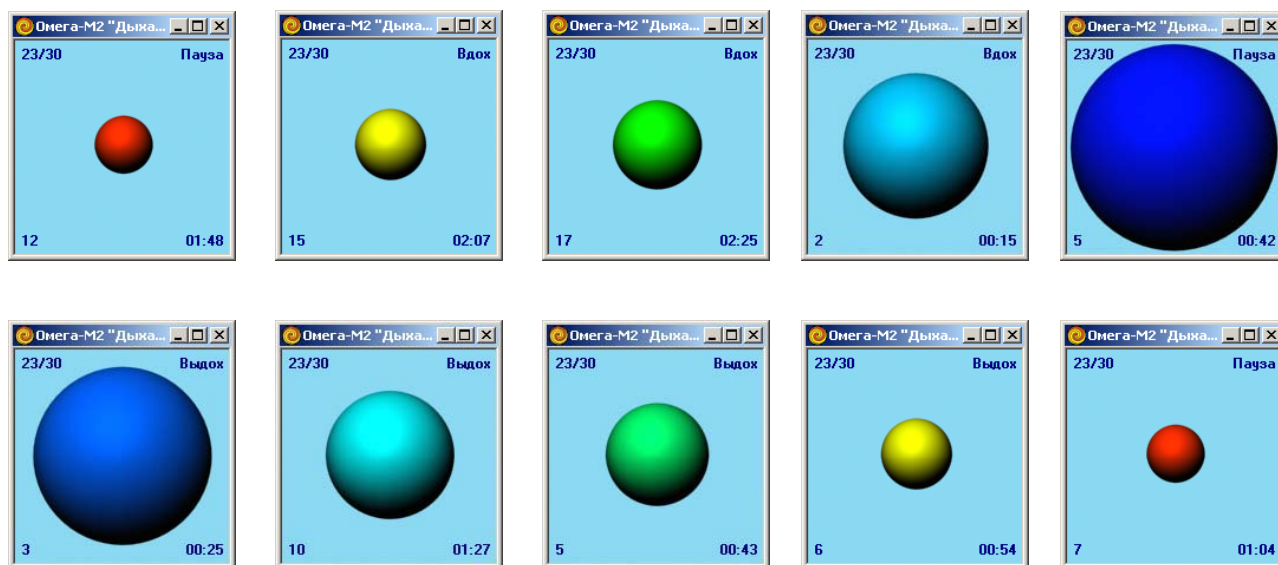 Омега-М2 "Дыха...
23/30 Пауза
12 01:48
Омега-М2 "Дыха...
23/30 Вдох
15 02:07
Омега-М2 "Дыха...
23/30 Вдох
17 02:25
Омега-М2 "Дыха...
23/30 Вдох
2 00:15
Омега-М2 "Дыха...
23/30 Пауза
5 00:42
Омега-М2 "Дыха...
23/30 Выдох
3 00:25
Омега-М2 "Дыха...
23/30 Выдох
10 01:27
Омега-М2 "Дыха...
23/30 Выдох
5 00:43
Омега-М2 "Дыха...
23/30 Выдох
6 00:54
Омега-М2 "Дыха...
23/30 Пауза
7 01:04